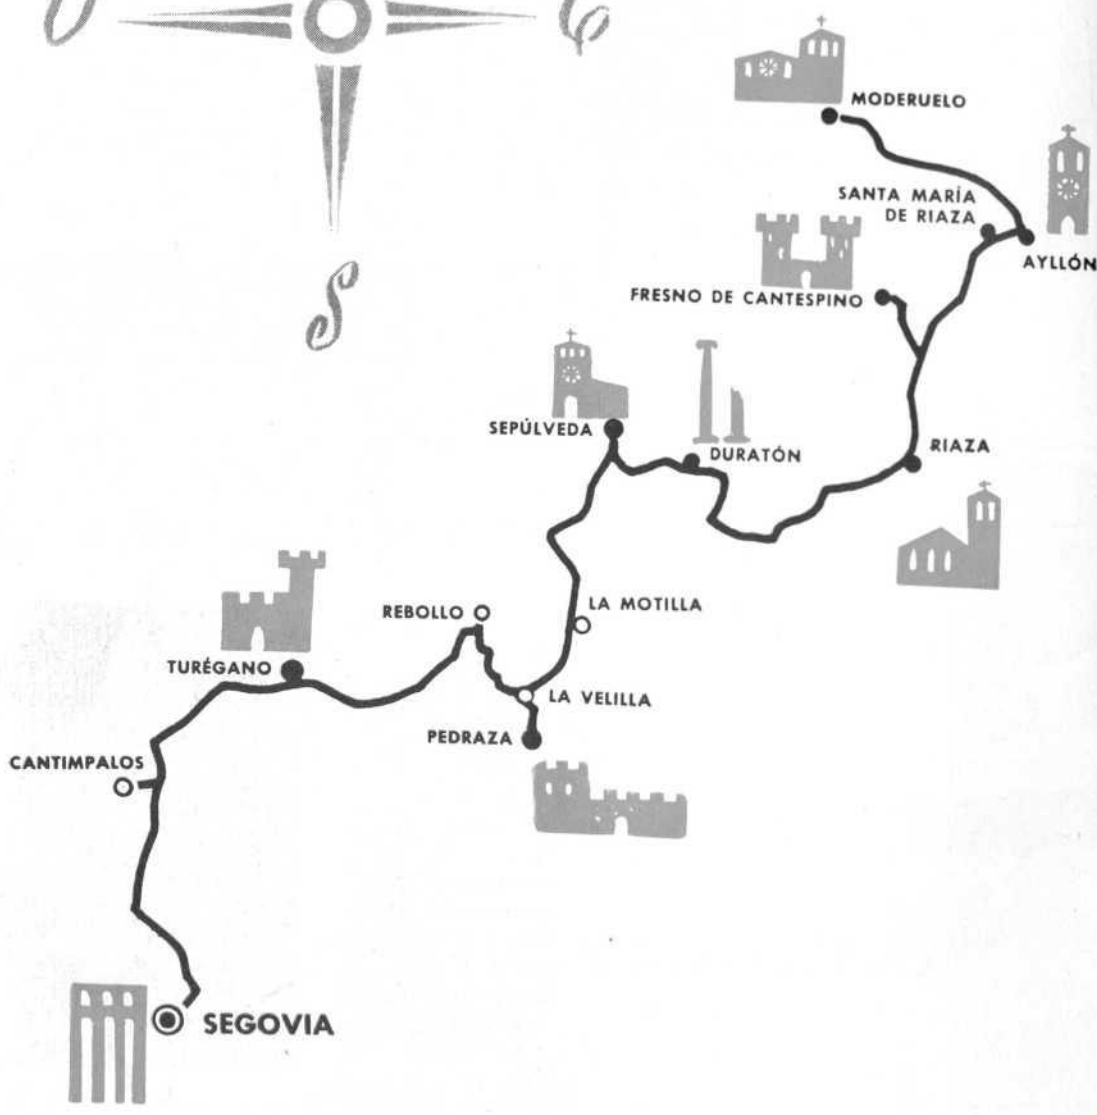 O
E
S
MODERUELO
SANTA MARÍA
DE RIAZA
AYLLÓN
FRESNO DE CANTESPINO
SEPÚLVEDA
DURATÓN
RIAZA
REBOLLO
LA MOTILLA
TURÉGANO
LA VELILLA
PEDRAZA
CANTIMPALOS
SEGOVIA